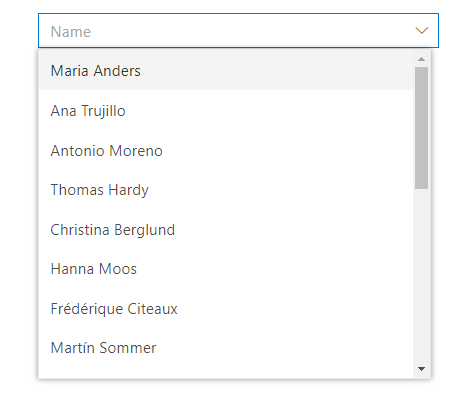 Name
Maria Anders
Ana Trujillo
Antonio Moreno
Thomas Hardy
Christina Berglund
Hanna Moos
Frédérique Citeaux
Martín Sommer